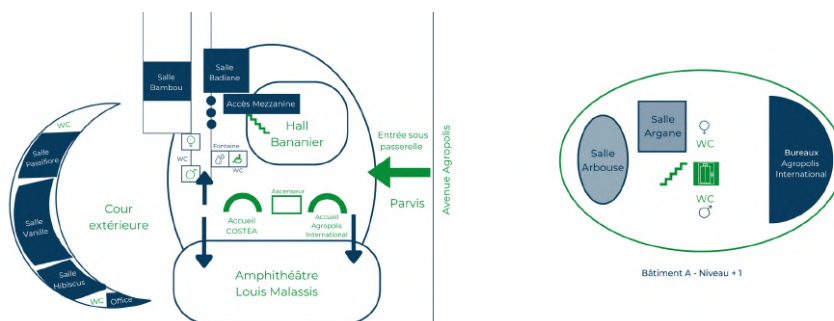 Salle
Bambou
Salle
Badiane
Accès Mezzanine
Hall
Bananier
Fontaine
WC
WC
Entrée sous
passerelle
Parvis
Avenue Agropolis
Ascenseur
Accueil
COSTEA
Accueil
Agropolis
International
Amphithéâtre
Louis Malassis
WC
Salle
Passiflore
Salle
Vanille
Salle
Hibiscus
WC
Office
Cour
extérieure
Salle
Arbouse
Salle
Argane
WC
WC
Bureaux
Agropolis
International
Bâtiment A - Niveau +1